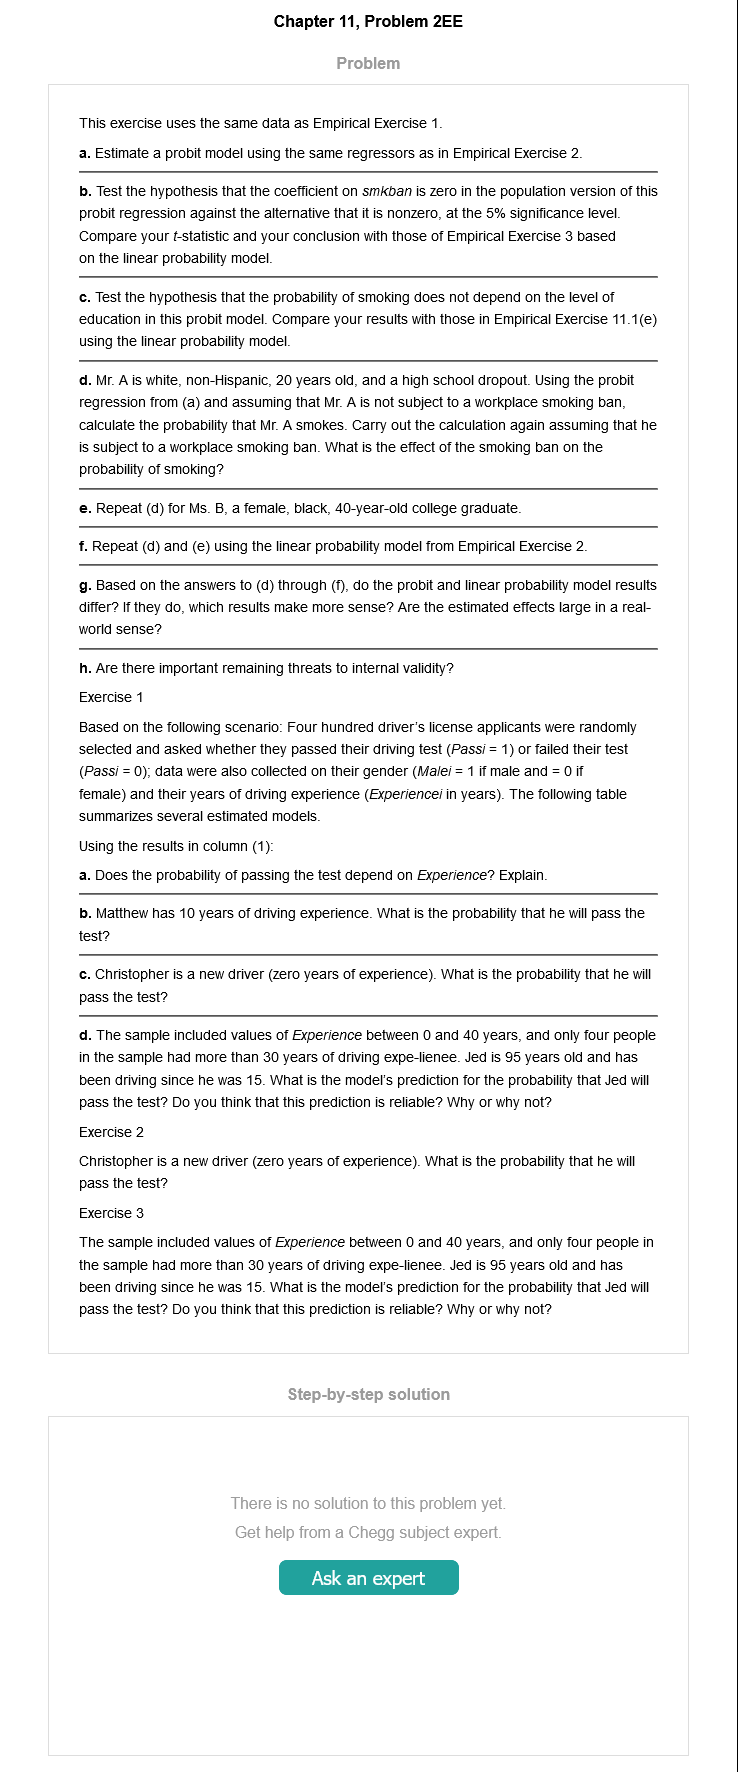 Chapter 11, Problem 2EE
Problem
This exercise uses the same data as Empirical Exercise 1.
a. Estimate a probit model using the same regressors as in Empirical Exercise 2.
b. Test the hypothesis that the coefficient on smkban is zero in the population version of this
probit regression against the alternative that it is nonzero, at the 5% significance level.
Compare your t-statistic and your conclusion with those of Empirical Exercise 3 based
on the linear probability model.
c. Test the hypothesis that the probability of smoking does not depend on the level of
education in this probit model. Compare your results with those in Empirical Exercise 11.1(e)
using the linear probability model.
d. Mr. A is white, non-Hispanic, 20 years old, and a high school dropout. Using the probit
regression from (a) and assuming that Mr. A is not subject to a workplace smoking ban,
calculate the probability that Mr. A smokes. Carry out the calculation again assuming that he
is subject to a workplace smoking ban. What is the effect of the smoking ban on the
probability of smoking?
e. Repeat (d) for Ms. B, a female, black, 40-year-old college graduate.
f. Repeat (d) and (e) using the linear probability model from Empirical Exercise 2.
g. Based on the answers to (d) through (f), do the probit and linear probability model results
differ? If they do, which results make more sense? Are the estimated effects large in a real-
world sense?
h. Are there important remaining threats to internal validity?
Exercise 1
Based on the following scenario: Four hundred driver's license applicants were randomly
selected and asked whether they passed their driving test (Passi = 1) or failed their test
(Passi = 0); data were also collected on their gender (Malei = 1 if male and = 0 if
female) and their years of driving experience (Experiencei in years). The following table
summarizes several estimated models.
Using the results in column (1):
a. Does the probability of passing the test depend on Experience? Explain.
b. Matthew has 10 years of driving experience. What is the probability that he will pass the
test?
c. Christopher is a new driver (zero years of experience). What is the probability that he will
pass the test?
d. The sample included values of Experience between 0 and 40 years, and only four people
in the sample had more than 30 years of driving expe-lienee. Jed is 95 years old and has
been driving since he was 15. What is the model's prediction for the probability that Jed will
pass the test? Do you think that this prediction is reliable? Why or why not?
Exercise 2
Christopher is a new driver (zero years of experience). What is the probability that he will
pass the test?
Exercise 3
The sample included values of Experience between 0 and 40 years, and only four people in
the sample had more than 30 years of driving expe-lienee. Jed is 95 years old and has
been driving since he was 15. What is the model's prediction for the probability that Jed will
pass the test? Do you think that this prediction is reliable? Why or why not?
Step-by-step solution
There is no solution to this problem yet.
Get help from a Chegg subject expert.
Ask an expert